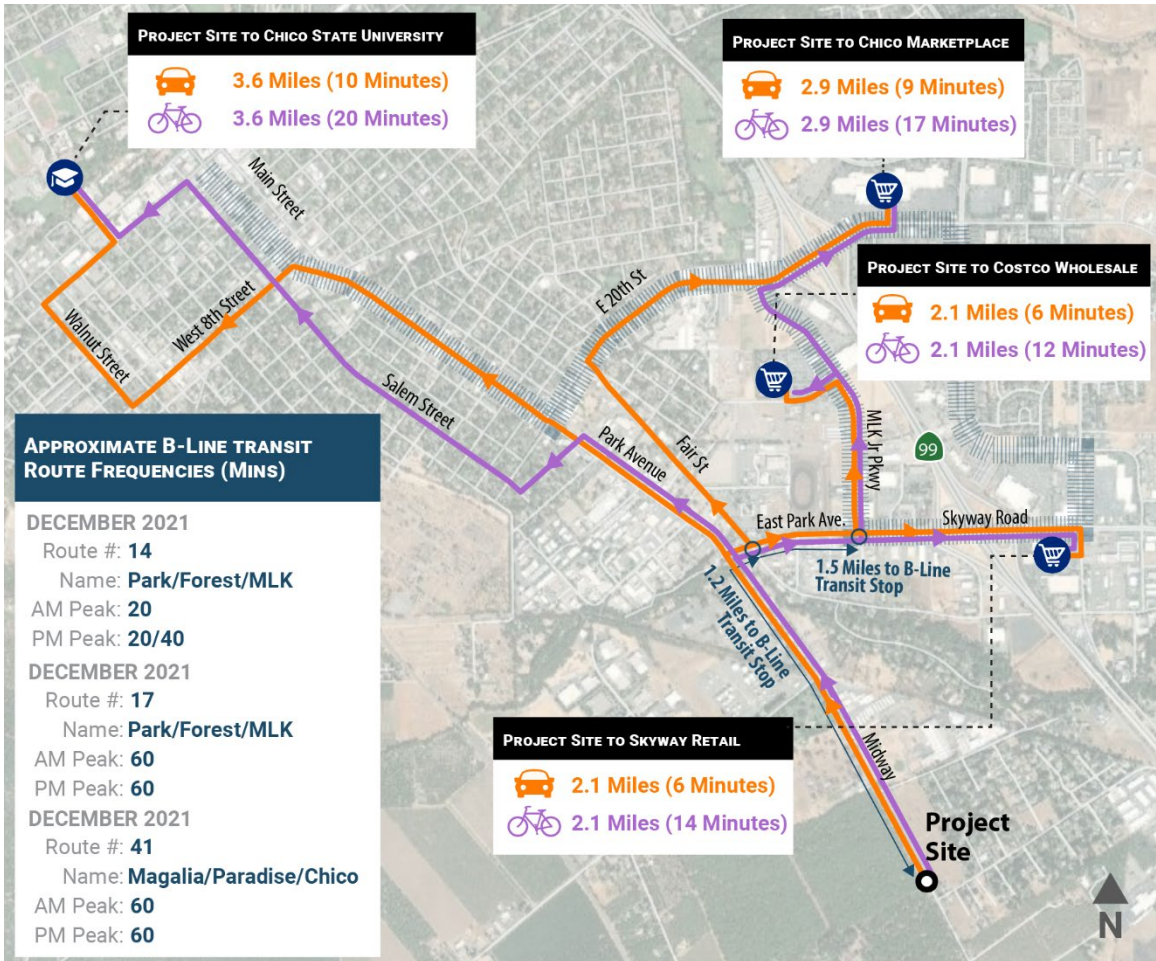 PROJECT SITE TO CHICO STATE UNIVERSITY
3.6 Miles (10 Minutes)
3.6 Miles (20 Minutes)
PROJECT SITE TO CHICO MARKETPLACE
2.9 Miles (9 Minutes)
2.9 Miles (17 Minutes)
PROJECT SITE TO COSTCO WHOLESALE
2.1 Miles (6 Minutes)
2.1 Miles (12 Minutes)
Main Street
E 20th St
West 8th Street
Walnut Street
Salem Street
Park Avenue
Fair St
MLK Jr Pkwy
99
East Park Ave.
Skyway Road
1.5 Miles to B-Line
Transit Stop
1.2 Miles to B-Line
Transit Stop
Midway
APPROXIMATE B-LINE TRANSIT
ROUTE FREQUENCIES (MINS)
DECEMBER 2021
Route #: 14
Name: Park/Forest/MLK
AM Peak: 20
PM Peak: 20/40
DECEMBER 2021
Route #: 17
Name: Park/Forest/MLK
AM Peak: 60
PM Peak: 60
DECEMBER 2021
Route #: 41
Name: Magalia/Paradise/Chico
AM Peak: 60
PM Peak: 60
PROJECT SITE TO SKYWAY RETAIL
2.1 Miles (6 Minutes)
2.1 Miles (14 Minutes)
Project
Site
N